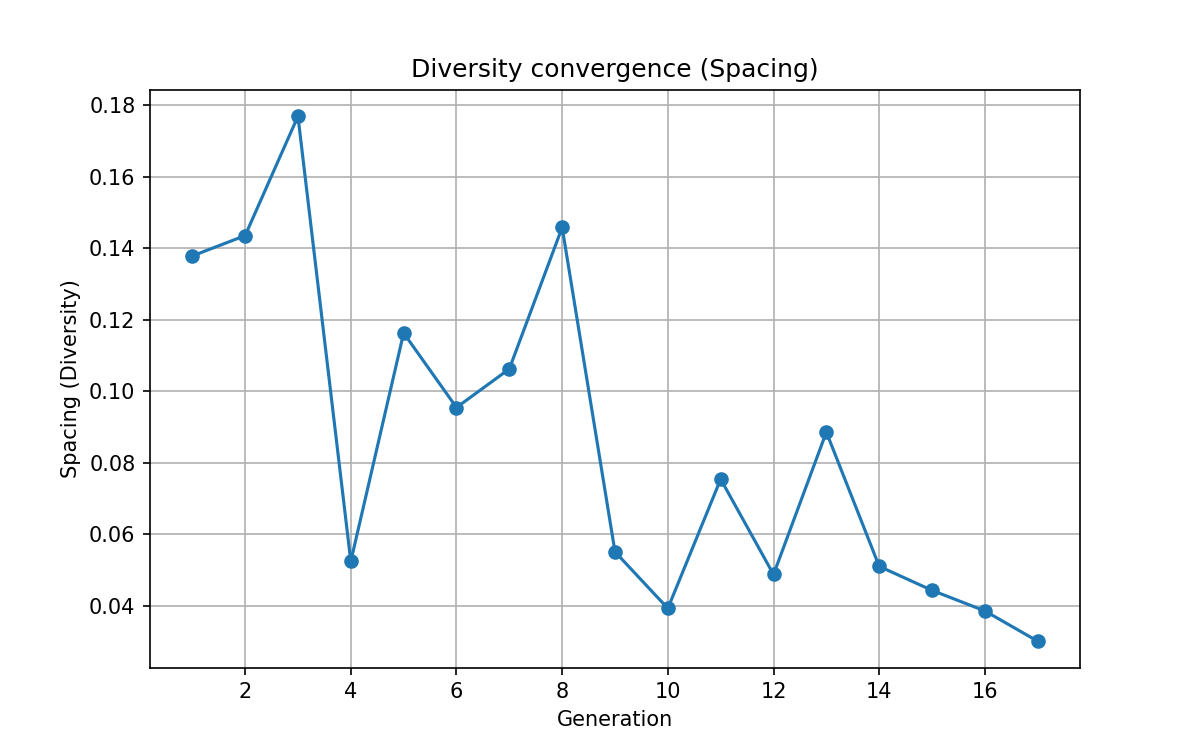 Diversity convergence (Spacing)
Spacing (Diversity)
0.18
0.16
0.14
0.12
0.10
0.08
0.06
0.04
2 4 6 8 10 12 14 16
Generation